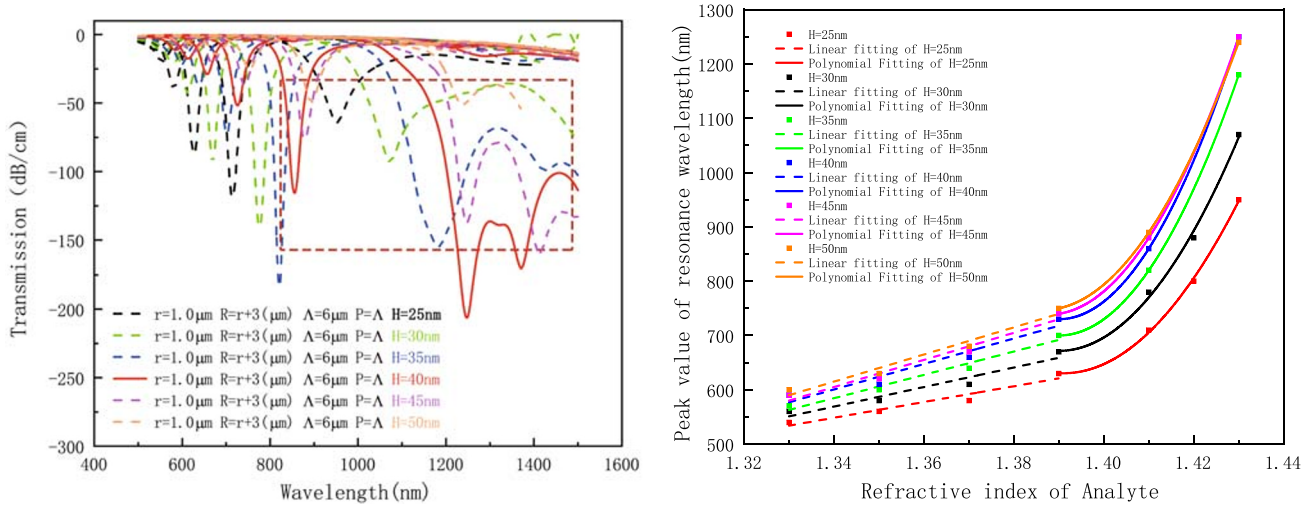 0
-50
-100
-150
-200
-250
-300
400
600
800
1000
1200
1400
1600
Transmission (dB/cm)
Wavelength(nm)
r=1.0μm R=r+3(μm) Λ=6μm P=Λ H=25nm
r=1.0μm R=r+3(μm) Λ=6μm P=Λ H=30nm
r=1.0μm R=r+3(μm) Λ=6μm P=Λ H=35nm
r=1.0μm R=r+3(μm) Λ=6μm P=Λ H=40nm
r=1.0μm R=r+3(μm) Λ=6μm P=Λ H=45nm
r=1.0μm R=r+3(μm) Λ=6μm P=Λ H=50nm
1300
1200
1100
1000
900
800
700
600
500
1.32
1.34
1.36
1.38
1.40
1.42
1.44
Peak value of resonance wavelength(nm)
Refractive index of Analyte
H=25nm
Linear fitting of H=25nm
Polynomial Fitting of H=25nm
H=30nm
Linear fitting of H=30nm
Polynomial Fitting of H=30nm
H=35nm
Linear fitting of H=35nm
Polynomial Fitting of H=35nm
H=40nm
Linear fitting of H=40nm
Polynomial Fitting of H=40nm
H=45nm
Linear fitting of H=45nm
Polynomial Fitting of H=45nm
H=50nm
Linear fitting of H=50nm
Polynomial Fitting of H=50nm